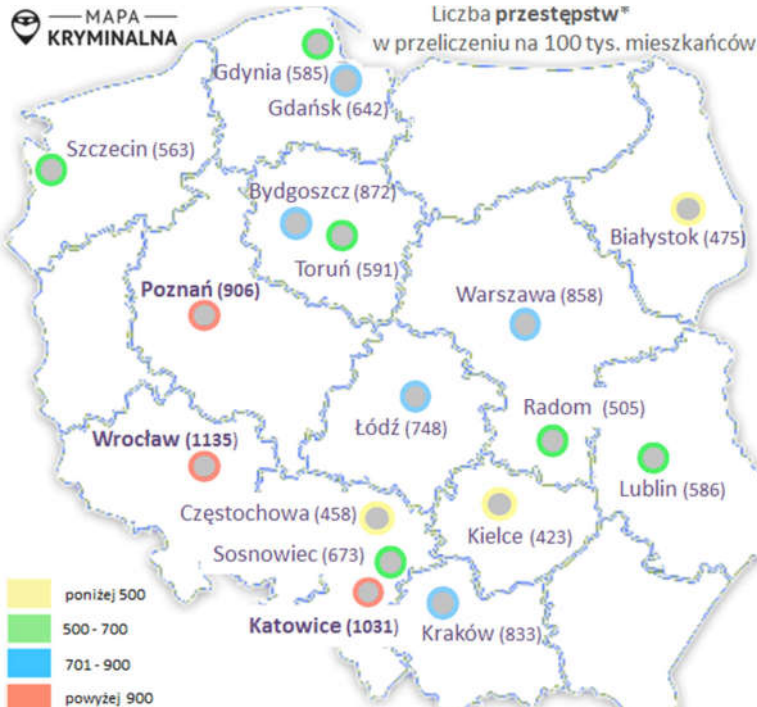 MAPA
KRYMINALNA
Liczba przestępstw*
w przeliczeniu na 100 tys. mieszkańców
Gdynia (585)
Gdańsk (642)
Szczecin (563)
Bydgoszcz (872)
Białystok (475)
Toruń (591)
Poznań (906)
Warszawa (858)
Radom (505)
Łódź (748)
Wrocław (1135)
Lublin (586)
Częstochowa (458)
Kielce (423)
Sosnowiec (673)
Katowice (1031)
Kraków (833)
poniżej 500
500 - 700
701 - 900
powyżej 900